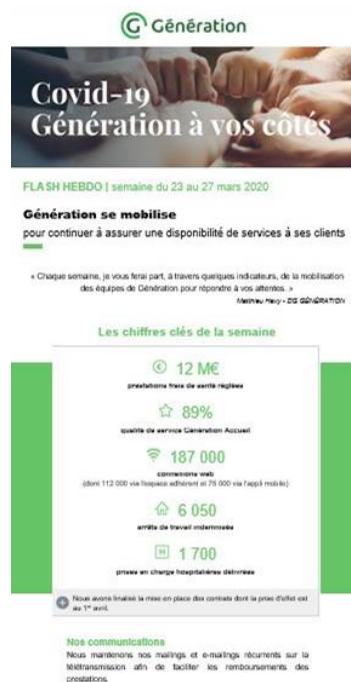 Génération
Covid-19
Génération à vos côtés
FLASH HEBDO | semaine du 23 au 27 mars 2020
Génération se mobilise
pour continuer à assurer une disponibilité de services à ses clients
« Chaque semaine, je vous ferai part, à travers quelques indicateurs, de la mobilisation
des équipes de Génération pour répondre à vos attentes. »
Matthieu - DG GÉNÉRATION
Les chiffres clés de la semaine
12 M€
prestations frais de santé réglées
89%
qualité de service Génération Accueil
187 000
connexions web
(dont 112 000 via l'espace adhérent et 75 000 via l'appli mobile)
6 050
arrêts de travail indemnisés
H 1 700
prises en charge hospitalières délivrées
Nous avons finalisé la mise en place des contrats dont la prise d'effet est
au 1er avril.
Nos communications
Nous maintenons nos mailings et e-mailings récurrents sur la
télétransmission afin de faciliter les remboursements des
prestations.